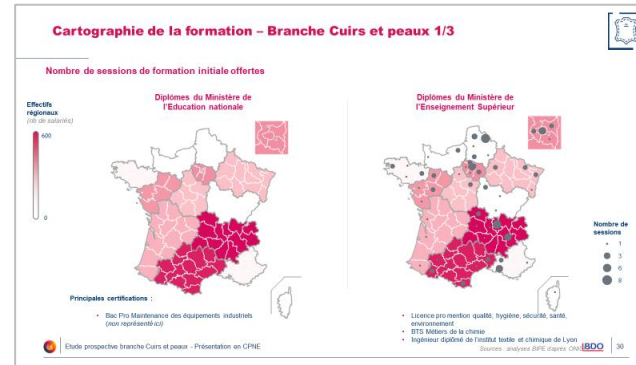 Cartographie de la formation – Branche Cuirs et peaux 1/3
Nombre de sessions de formation initiale offertes
Effectifs
régionaux
(nb de salariés)
600
0
Diplômes du Ministère de
l'Education nationale
Diplômes du Ministère de
l'Enseignement Supérieur
Nombre de
sessions
1
3
6
8
Principales certifications :
• Bac Pro Maintenance des équipements industriels
(non représenté ici)
• Licence pro mention qualité, hygiène, sécurité, santé,
environnement
• BTS Métiers de la chimie
• Ingénieur diplômé de l'institut textile et chimique de Lyon
Sources : analyses BIPE d'après
Etude prospective branche Cuirs et peaux - Présentation en CPNE
BDO
30